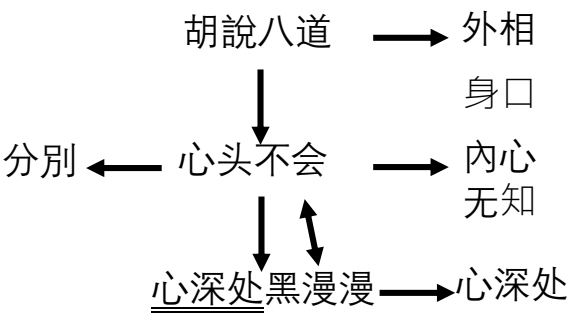 胡說八道 外相
身口
分別 心头不会 內心
无知
心深处黑漫漫 心深处